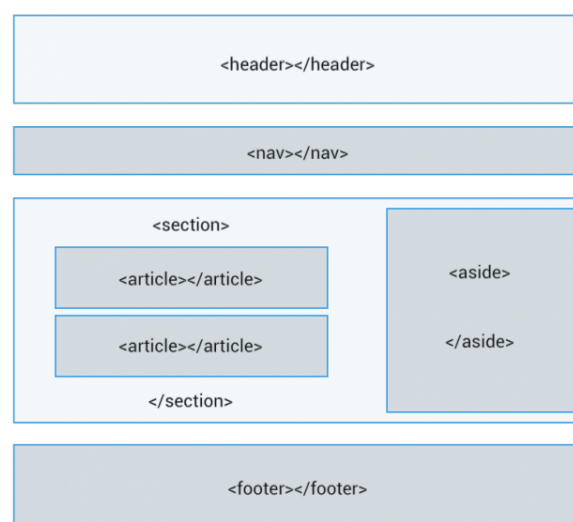 <header></header>
<nav></nav>
<section>
<article></article>
<article></article>
</section>
<aside>
</aside>
<footer></footer>